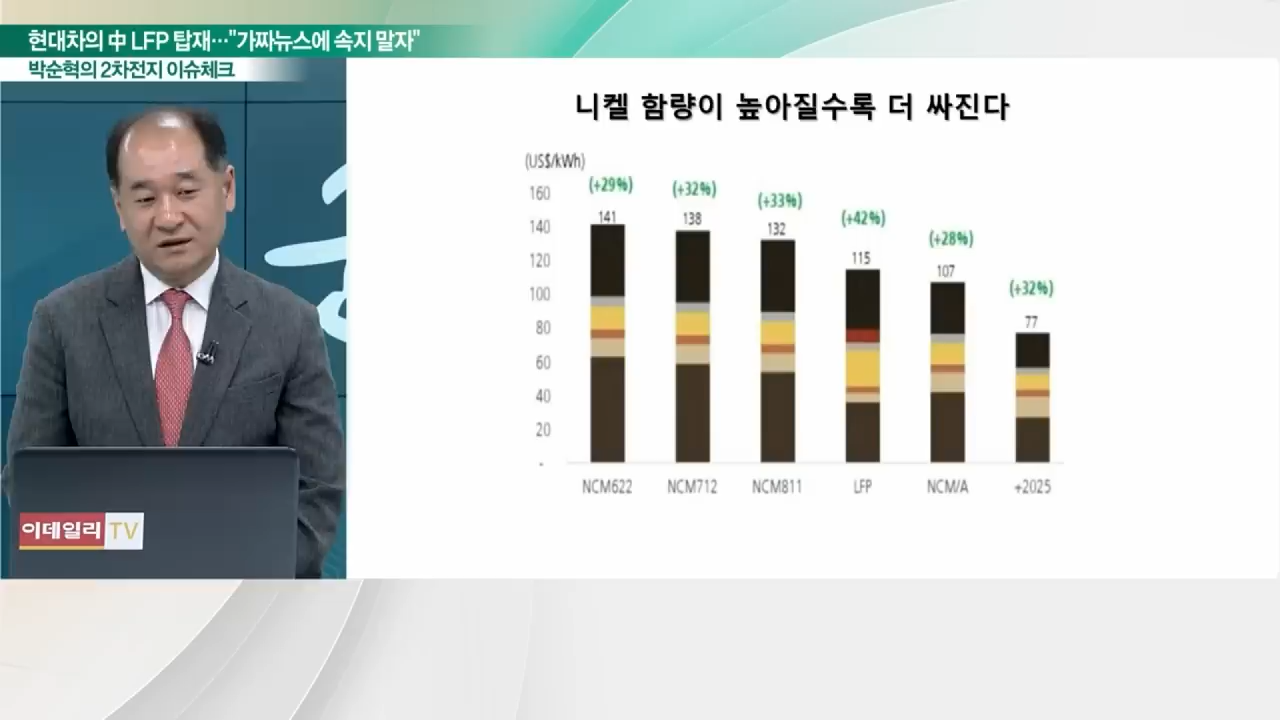 현대차의 中 LFP 탑재…"가짜뉴스에 속지 말자"
박순혁의 2차전지 이슈체크
니켈 함량이 높아질수록 더 싸진다
(US$/kWh)
160
140
120
100
80
60
40
20
-
(+29%)
(+32%)
(+33%)
(+42%)
(+28%)
(+32%)
141
138
132
115
107
77
NCM622
NCM712
NCM811
LFP
NCM/A
+2025
이데일리 TV